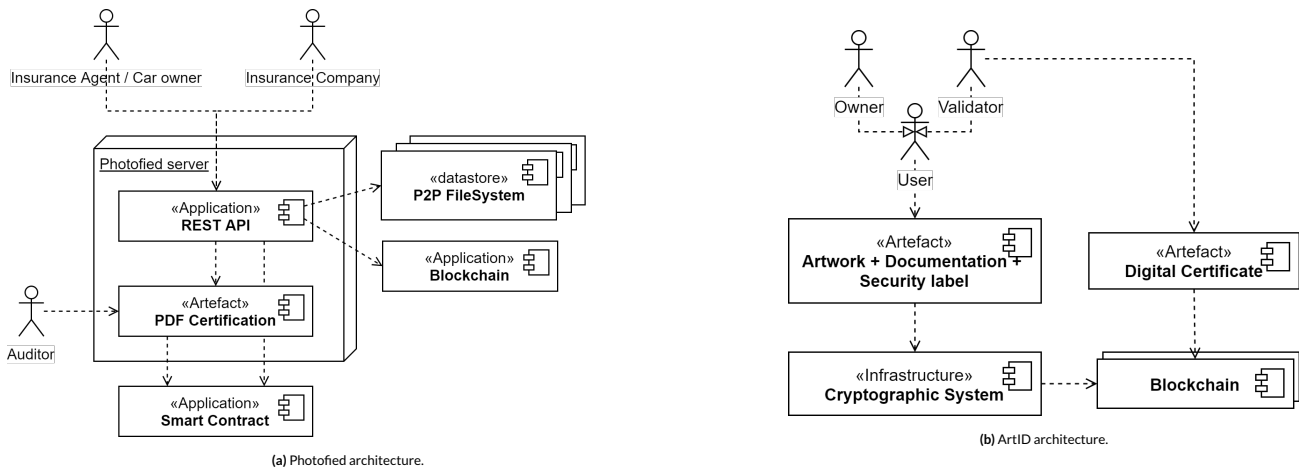 Insurance Agent / Car owner
Insurance Company
Photofied server
«Application»
REST API
«datastore»
P2P FileSystem
«Application»
Blockchain
«Artefact»
PDF Certification
Auditor
«Application»
Smart Contract
(a) Photofied architecture.
Owner
Validator
User
«Artefact»
Artwork + Documentation +
Security label
«Artefact»
Digital Certificate
«Infrastructure»
Cryptographic System
Blockchain
(b) ArtID architecture.